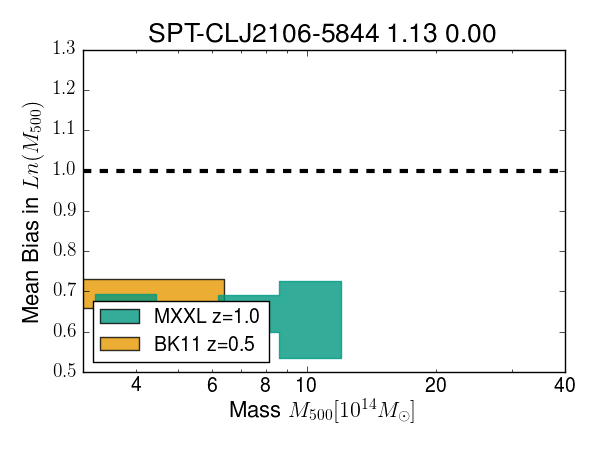 SPT-CLJ2106-5844 1.13 0.00
1.3
1.2
1.1
1.0
0.9
0.8
0.7
0.6
0.5
Mean Bias in Ln(M500)
MXXL z=1.0
BK11 z=0.5
4 6 8 10 20 40
Mass M500[10^14 M⊙]